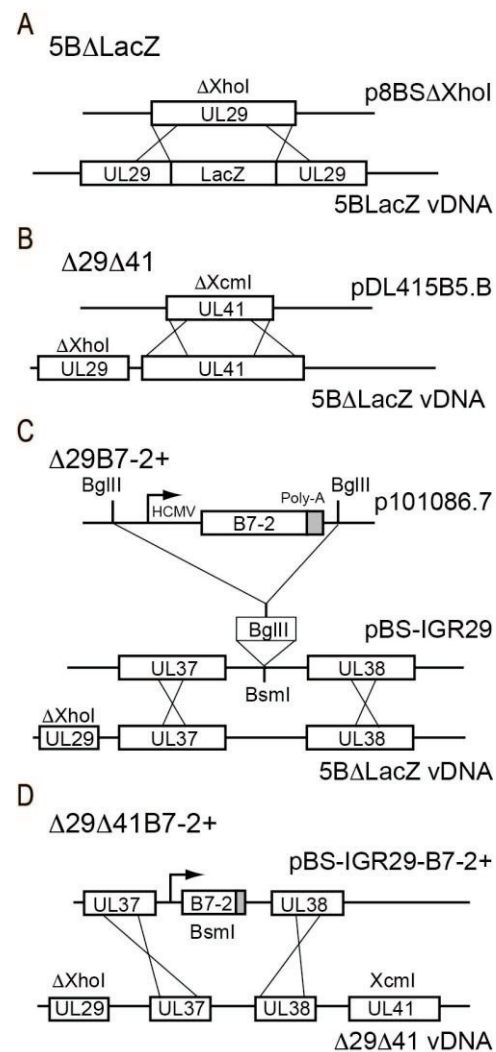 A
5BΔLacZ
ΔXhoI
p8BSΔXhoI
UL29
UL29 LacZ UL29
5BLacZ vDNA
B
Δ29Δ41
ΔXcmI
pDL415B5.B
UL41
ΔXhoI
UL29 UL41
5BΔLacZ vDNA
C
Δ29B7-2+
BglII Poly-A BglII
HCMV p101086.7
B7-2
BglII
pBS-IGR29
UL37 UL38
BsmI
ΔXhoI
UL29 UL37 UL38
5BΔLacZ vDNA
D
Δ29Δ41B7-2+
pBS-IGR29-B7-2+
UL37 B7-2 UL38
BsmI
ΔXhoI XcmI
UL29 UL37 UL38 UL41
Δ29Δ41 vDNA